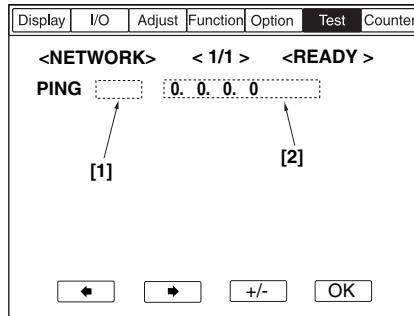 Display I/O Adjust Function Option Test Counter
<NETWORK> < 1/1 > <READY >
PING 0. 0. 0. 0
[1] [2]
+/- OK